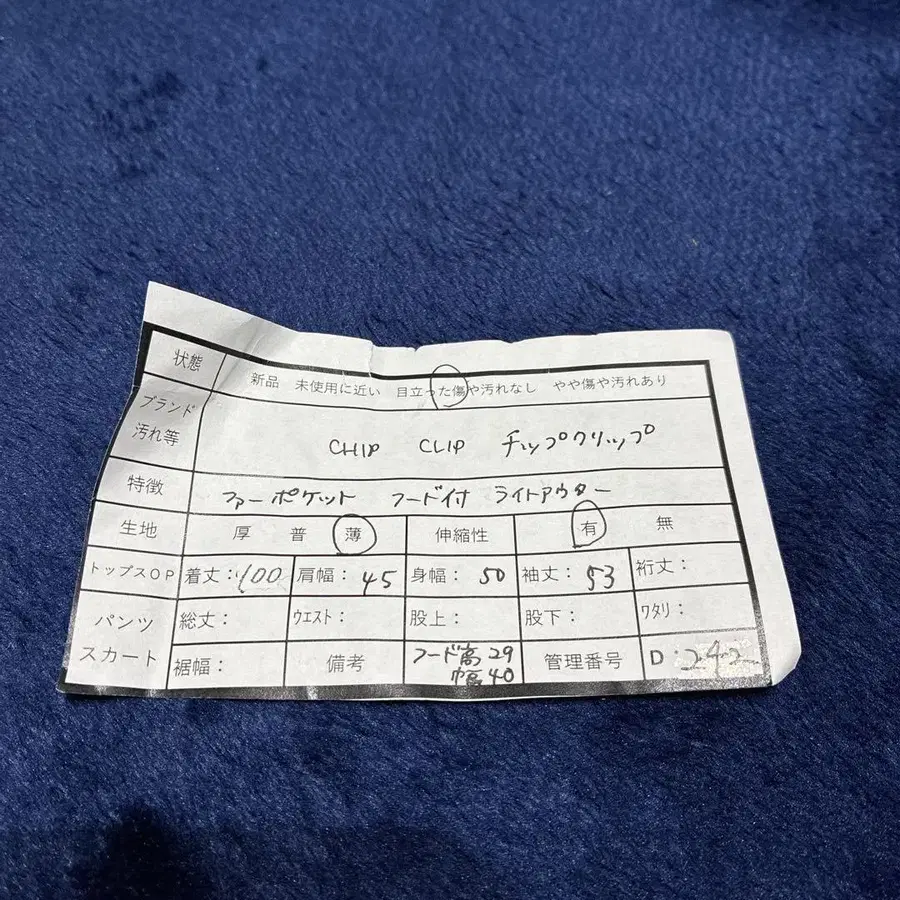 状態 新品 未使用に近い 目立った傷や汚れなし やや傷や汚れあり
ブランド
汚れ等 CHIP CLIP チップクリップ
特徴 ファーポケット フード付 ライトアウター
生地 厚 普 薄 伸縮性 有 無
トップスOP 着丈:100 肩幅:45 身幅:50 袖丈:53 裄丈:
パンツ 総丈: ウエスト: 股上: 股下: ワタリ:
スカート 裾幅: 備考 フード高29 管理番号 D:242
巾高40